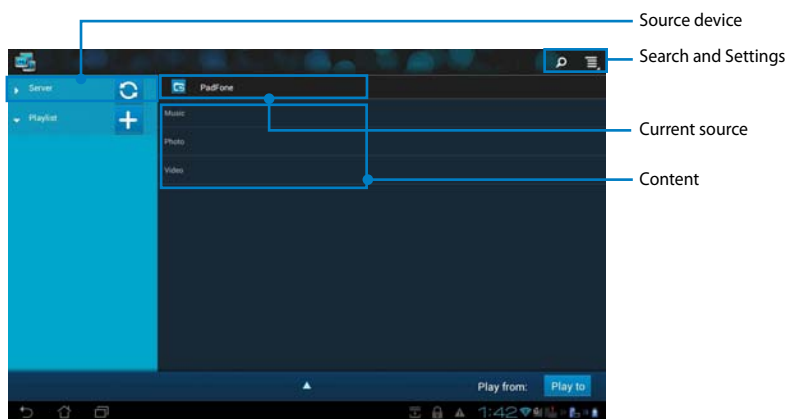 Source device
Search and Settings
Server
PadFone
Playlist
Music
Current source
Photo
Video
Content
Play from:
Play to
1:42